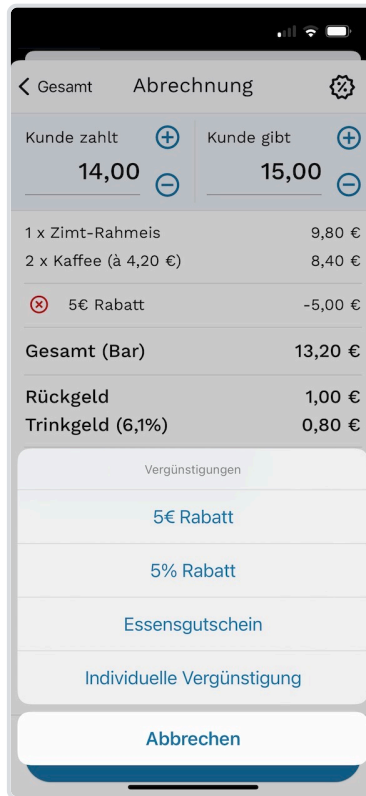 Gesamt Abrechnung
Kunde zahlt Kunde gibt
14,00 15,00
1 x Zimt-Rahmeis 9,80 €
2 x Kaffee (à 4,20 €) 8,40 €
5€ Rabatt -5,00 €
Gesamt (Bar) 13,20 €
Rückgeld 1,00 €
Trinkgeld (6,1%) 0,80 €
Vergünstigungen
5€ Rabatt
5% Rabatt
Essensgutschein
Individuelle Vergünstigung
Abbrechen